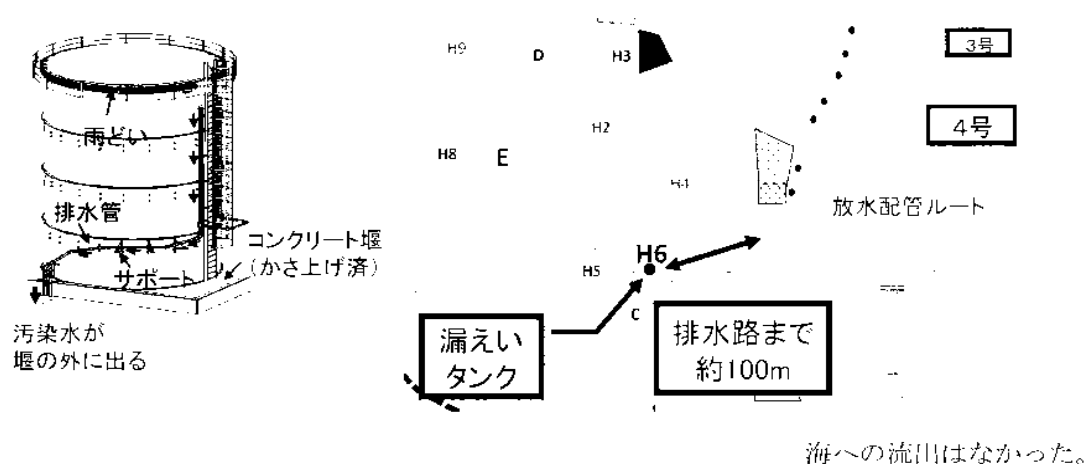 雨どい
排水管
サポート
コンクリート堰
(かさ上げ済)
汚染水が
堰の外に出る
H9
D
H3
3号
H2
4号
H8
E
H4
放水配管ルート
H6
H5
C
漏えい
タンク
排水路まで
約100m
海への流出はなかった。